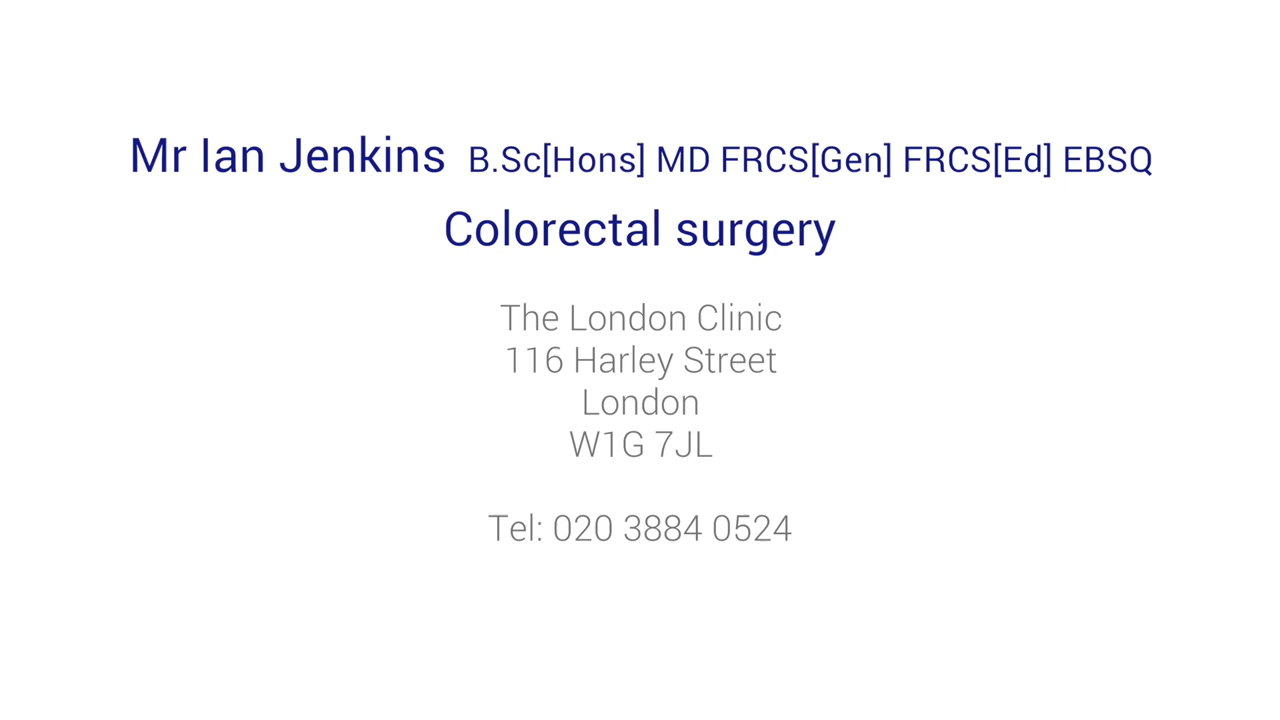 Mr Ian Jenkins B.Sc[Hons] MD FRCS[Gen] FRCS[Ed] EBSQ
Colorectal surgery
The London Clinic
116 Harley Street
London
W1G 7JL
Tel: 020 3884 0524